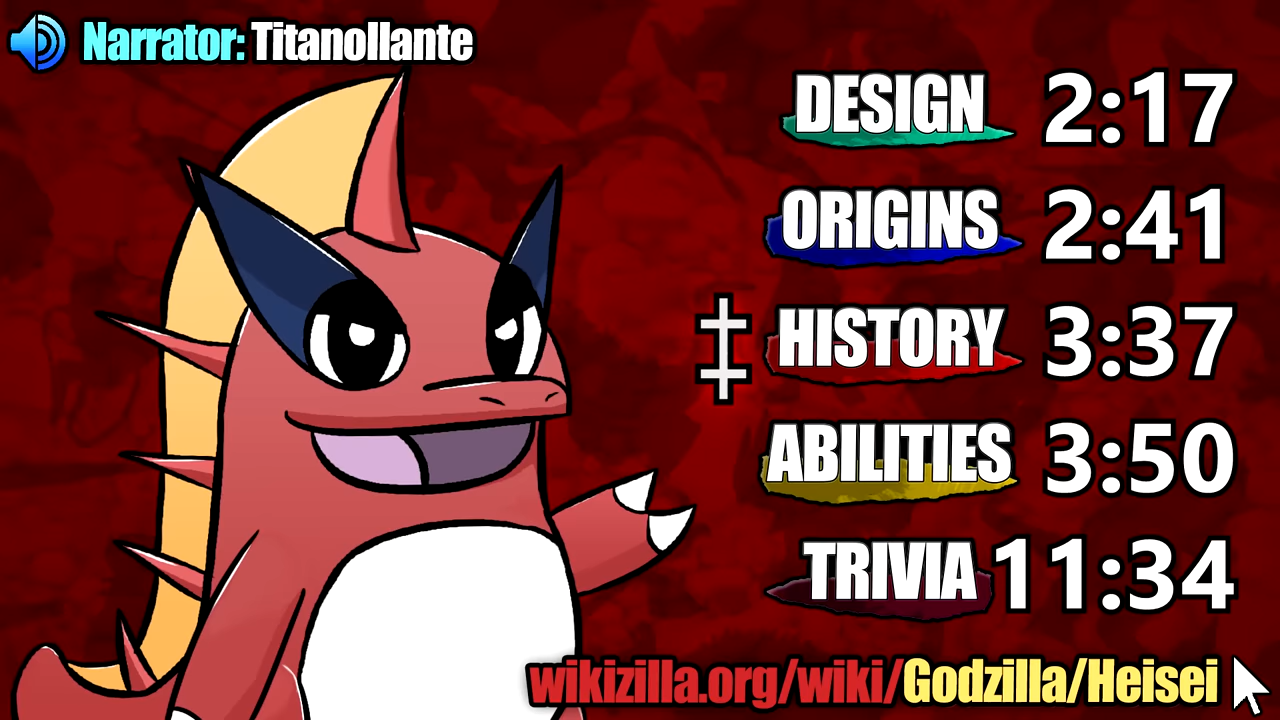 Narrator: Titanollante
DESIGN 2:17
ORIGINS 2:41
‡ HISTORY 3:37
ABILITIES 3:50
TRIVIA 11:34
wikizilla.org/wiki/Godzilla/Heisei